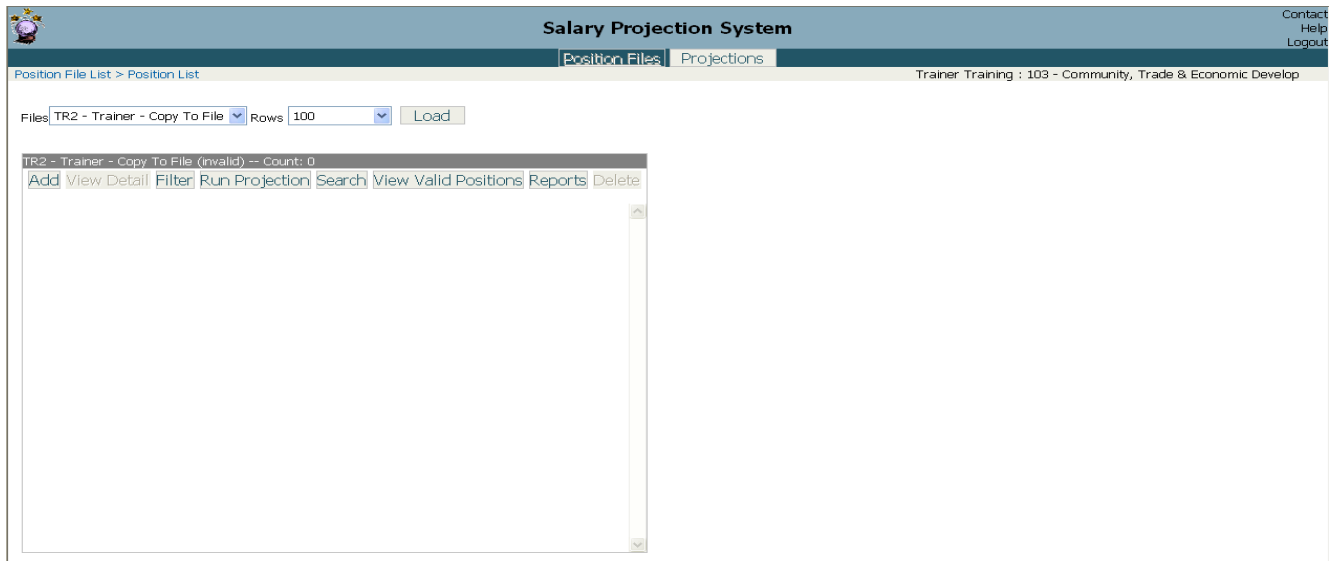 Salary Projection System
Contact
Help
Logout
Position Files Projections
Position File List > Position List
Trainer Training : 103 - Community, Trade & Economic Develop
Files TR2 - Trainer - Copy To File Rows 100 Load
TR2 - Trainer - Copy To File (invalid) -- Count: 0
Add View Detail Filter Run Projection Search View Valid Positions Reports Delete